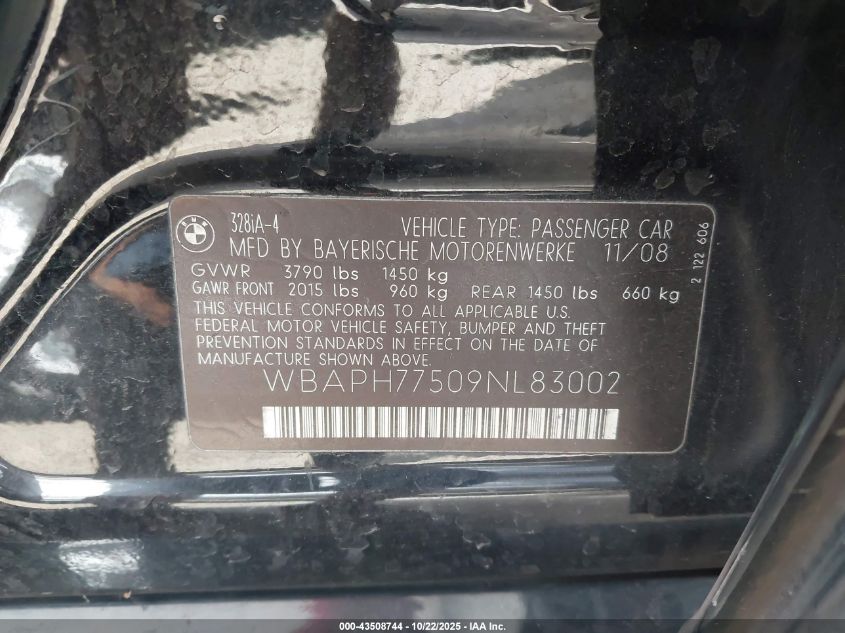 BMW
328iA-4 VEHICLE TYPE: PASSENGER CAR
MFD BY BAYERISCHE MOTORENWERKE 11/08
GVWR 3790 lbs 1450 kg
GAWR FRONT 2015 lbs 960 kg REAR 1450 lbs 660 kg
THIS VEHICLE CONFORMS TO ALL APPLICABLE U.S.
FEDERAL MOTOR VEHICLE SAFETY, BUMPER AND THEFT
PREVENTION STANDARDS IN EFFECT ON THE DATE OF
MANUFACTURE SHOWN ABOVE.
WBAPH77509NL83002
2 122 606
000-43508744 | 10/22/2025 - IAA Inc.